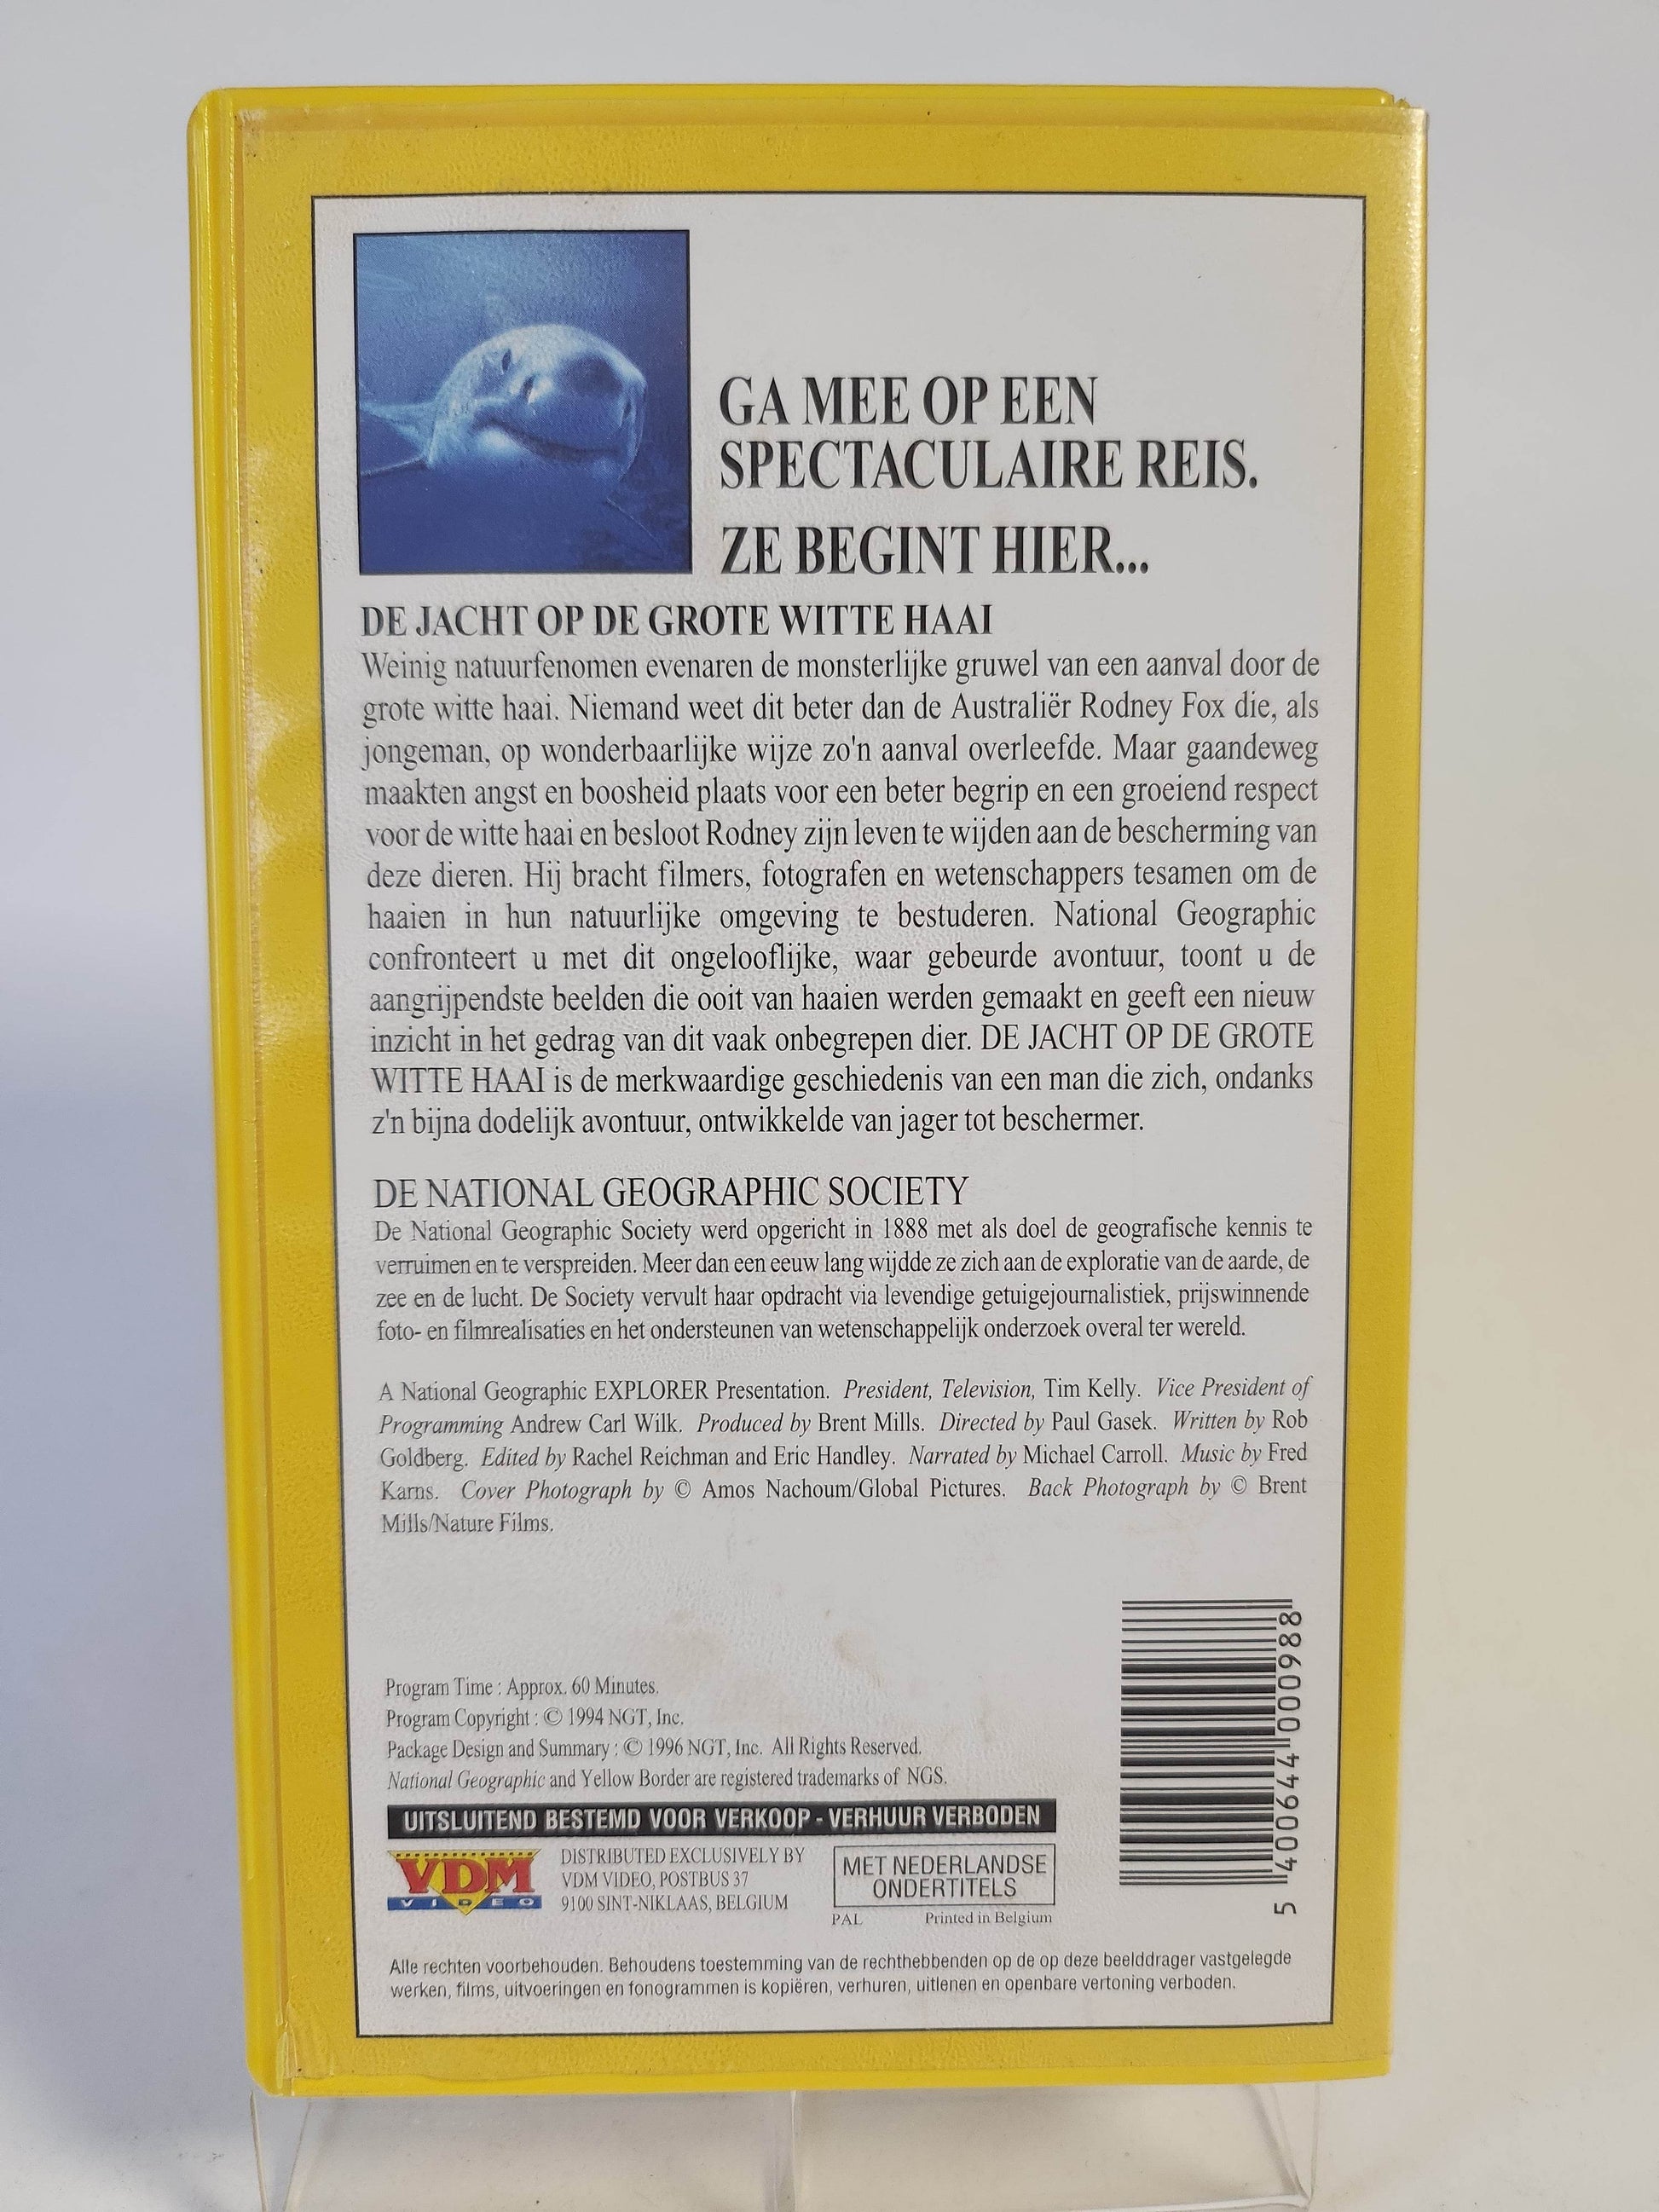 GA MEE OP EEN
SPECTACULAIRE REIS.
ZE BEGINT HIER...
DE JACHT OP DE GROTE WITTE HAAI
Weinig natuurfenomen evenaren de monsterlijke gruwel van een aanval door de
grote witte haai. Niemand weet dit beter dan de Australiër Rodney Fox die, als
jongeman, op wonderbaarlijke wijze zo'n aanval overleefde. Maar gaandeweg
maakten angst en boosheid plaats voor een beter begrip en een groeiend respect
voor de witte haai en besloot Rodney zijn leven te wijden aan de bescherming van
deze dieren. Hij bracht filmers, fotografen en wetenschappers tesamen om de
haaien in hun natuurlijke omgeving te bestuderen. National Geographic
confronteert u met dit ongelooflijke, waar gebeurde avontuur, toont u de
aangrijpendste beelden die ooit van haaien werden gemaakt en geeft een nieuw
inzicht in het gedrag van dit vaak onbegrepen dier. DE JACHT OP DE GROTE
WITTE HAAI is de merkwaardige geschiedenis van een man die zich, ondanks
z'n bijna dodelijk avontuur, ontwikkelde van jager tot beschermer.
DE NATIONAL GEOGRAPHIC SOCIETY
De National Geographic Society werd opgericht in 1888 met als doel de geografische kennis te
verruimen en te verspreiden. Meer dan een eeuw lang wijdde ze zich aan de exploratie van de aarde, de
zee en de lucht. De Society vervult haar opdracht via levendige getuigejournalistiek, prijswinnende
foto- en filmrealisaties en het ondersteunen van wetenschappelijk onderzoek overal ter wereld.
A National Geographic EXPLORER Presentation. President, Television, Tim Kelly. Vice President of
Programming Andrew Carl Wilk. Produced by Brent Mills. Directed by Paul Gasek. Written by Rob
Goldberg. Edited by Rachel Reichman and Eric Handley. Narrated by Michael Carroll. Music by Fred
Karns. Cover Photograph by © Amos Nachoum/Global Pictures. Back Photograph by © Brent
Mills/Nature Films.
Program Time : Approx. 60 Minutes.
Program Copyright : © 1994 NGT, Inc.
Package Design and Summary : © 1996 NGT, Inc. All Rights Reserved.
National Geographic and Yellow Border are registered trademarks of NGS.
UITSLUITEND BESTEMD VOOR VERKOOP - VERHUUR VERBODEN
VDM
VIDEO
DISTRIBUTED EXCLUSIVELY BY
VDM VIDEO, POSTBUS 37
9100 SINT-NIKLAAS, BELGIUM
MET NEDERLANDSE
ONDERTITELS
PAL Printed in Belgium
5 400644 000988
Alle rechten voorbehouden. Behoudens toestemming van de rechthebbenden op de op deze beelddrager vastgelegde
werken, films, uitvoeringen en fonogrammen is kopiëren, verhuren, uitlenen en openbare vertoning verboden.